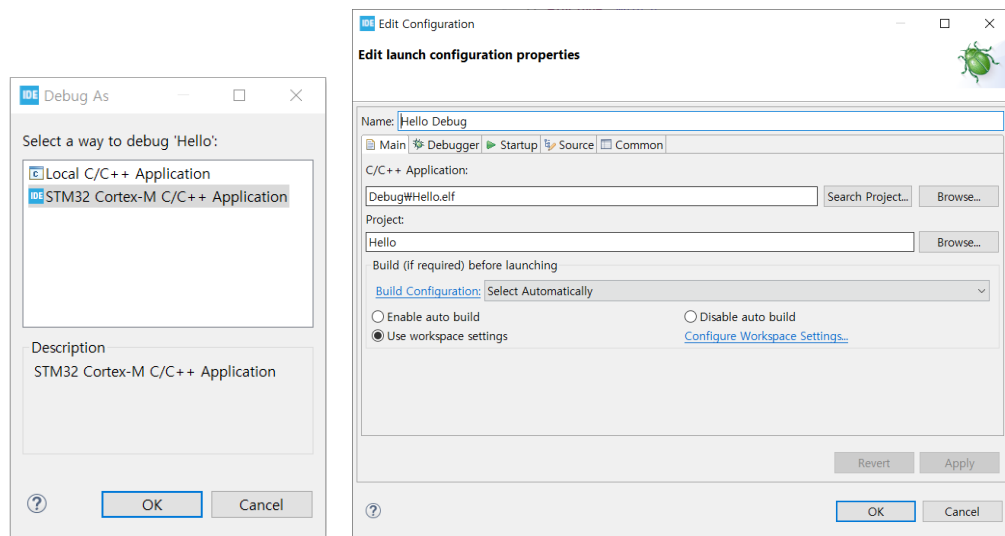 IDE Debug As
Select a way to debug 'Hello':
c Local C/C++ Application
IDE STM32 Cortex-M C/C++ Application
Description
STM32 Cortex-M C/C++ Application
? OK Cancel
IDE Edit Configuration
Edit launch configuration properties
Name: Hello Debug
Main Debugger Startup Source Common
C/C++ Application:
Debug₩Hello.elf Search Project... Browse...
Project:
Hello Browse...
Build (if required) before launching
Build Configuration: Select Automatically
Enable auto build Disable auto build
Use workspace settings Configure Workspace Settings...
Revert Apply
? OK Cancel